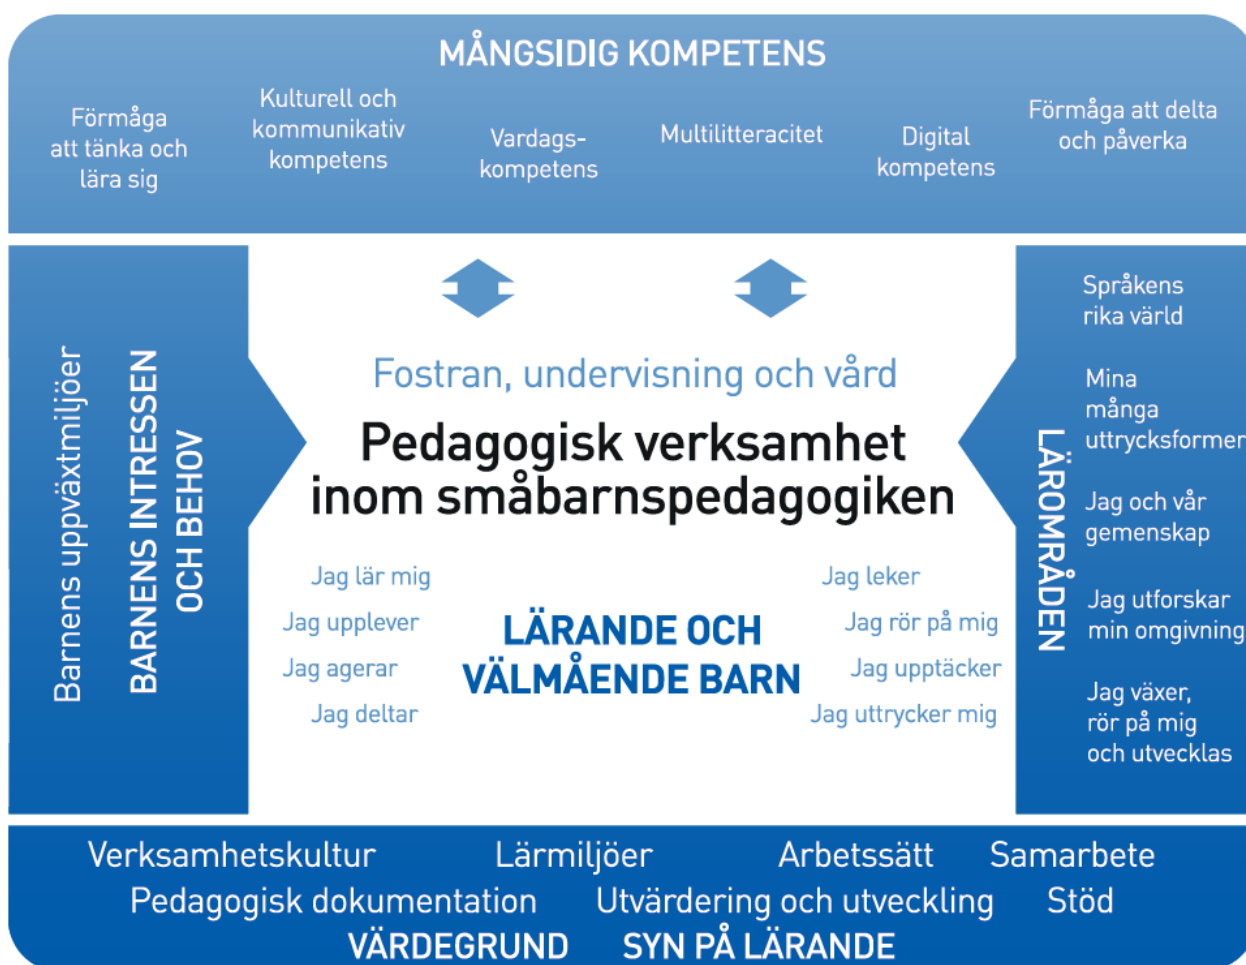 MÅNGSIDIG KOMPETENS
Förmåga
att tänka och
lära sig
Kulturell och
kommunikativ
kompetens
Vardags-
kompetens
Multilitteracitet
Digital
kompetens
Förmåga att delta
och påverka
Barnens uppväxtmiljöer
BARNENS INTRESSEN
OCH BEHOV
Fostran, undervisning och vård
Pedagogisk verksamhet
inom småbarnspedagogiken
Jag lär mig
Jag upplever
Jag agerar
Jag deltar
LÄRANDE OCH
VÄLMÅENDE BARN
Jag leker
Jag rör på mig
Jag upptäcker
Jag uttrycker mig
LÄROMRÅDEN
Språkens
rika värld
Mina
många
uttrycksformer
Jag och vår
gemenskap
Jag utforskar
min omgivning
Jag växer,
rör på mig
och utvecklas
Verksamhetskultur Lärmiljöer Arbetssätt Samarbete
Pedagogisk dokumentation Utvärdering och utveckling Stöd
VÄRDEGRUND SYN PÅ LÄRANDE